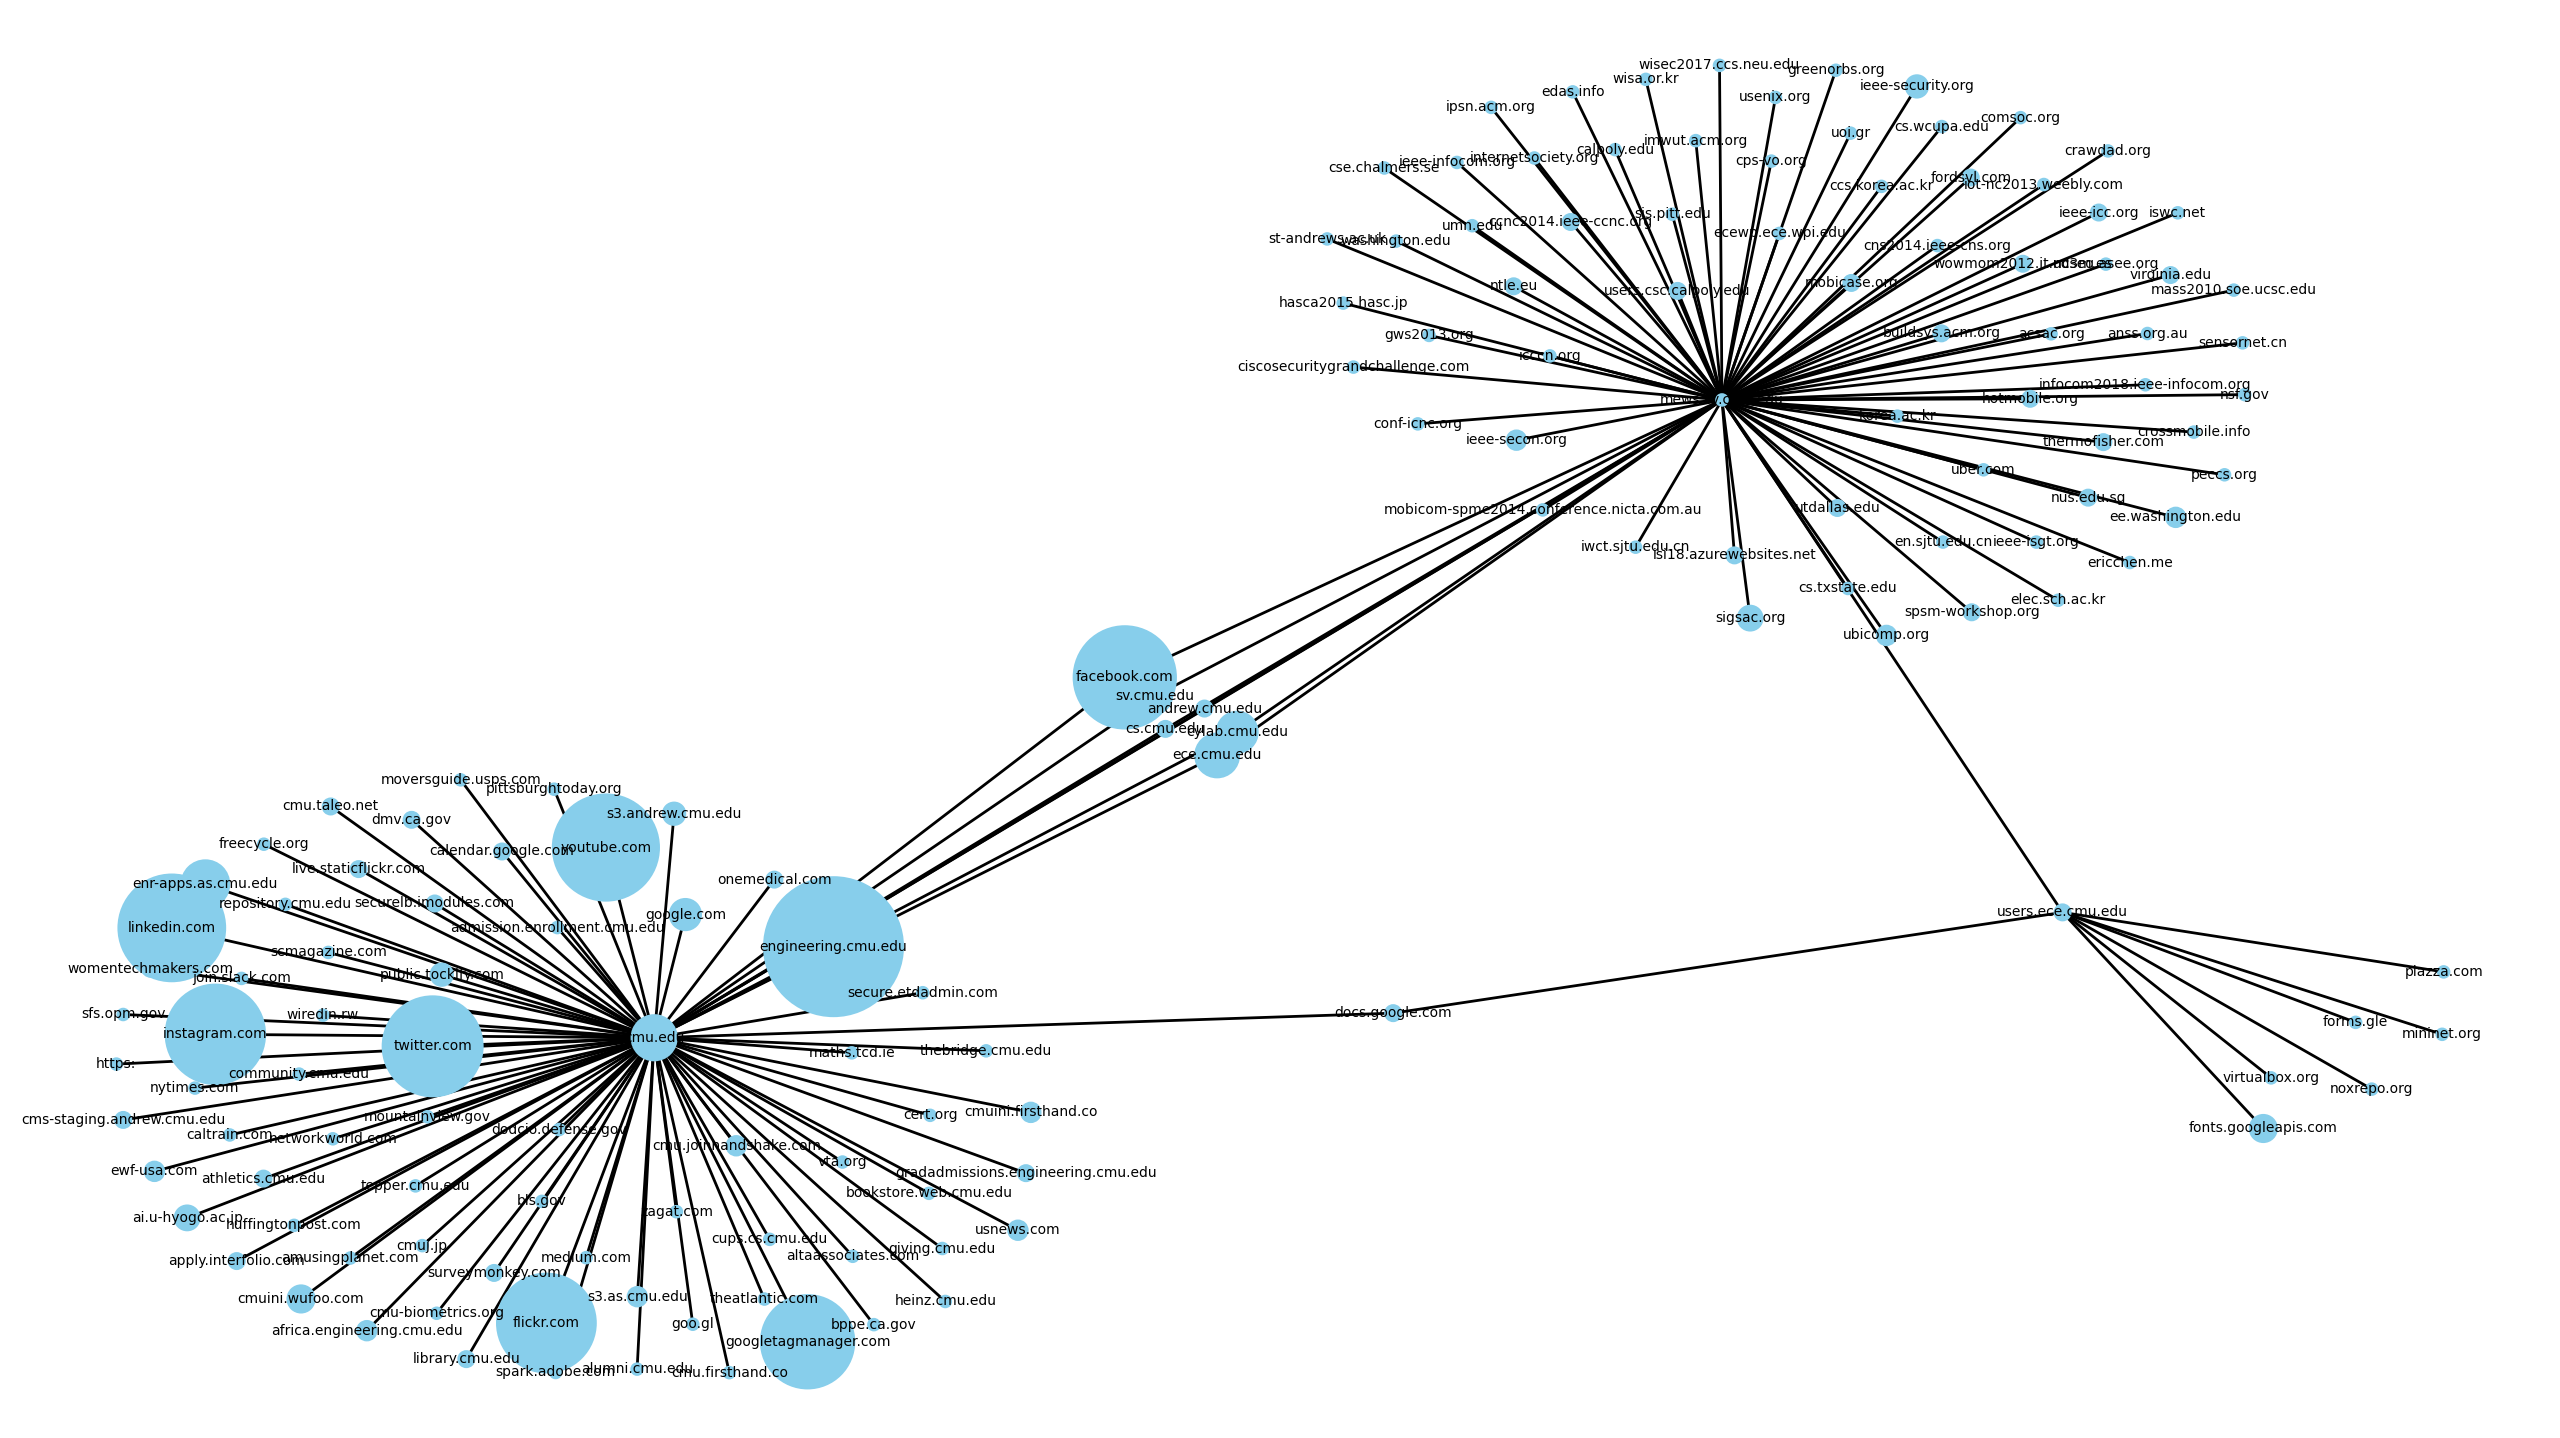 wisec2017.ccs.neu.edu
greenorbs.org
wisa.or.kr
ieee-security.org
edas.info
usenix.org
ipsn.acm.org
comsoc.org
cs.wcupa.edu
uoi.gr
imwut.acm.org
calpoly.edu
crawdad.org
internetsociety.org
ieee-infocom.org
cps-vo.org
cse.chalmers.se
fordsyl.com
iot-nc2013.weebly.com
ccs.korea.ac.kr
ieee-icc.org
iswc.net
sis.pitt.edu
ccnc2014.ieee-ccnc.org
umn.edu
ecewp.ece.wpi.edu
st-andrews.ac.uk
washington.edu
cns2014.ieee-cns.org
virginia.edu
mobicase.org
ntle.eu
users.csc.calpoly.edu
mass2010.soe.ucsc.edu
hasca2015.hasc.jp
buildsys.acm.org
acsac.org
anss.org.au
gws2013.org
sensornet.cn
icccn.org
ciscosecuritygrandchallenge.com
infocom2018.ieee-infocom.org
nsf.gov
hotmobile.org
korea.ac.kr
conf-icnc.org
crossmobile.info
ieee-secon.org
thermofisher.com
uber.com
peccs.org
nus.edu.sg
utdallas.edu
mobicom-spme2014.conference.nicta.com.au
ee.washington.edu
en.sjtu.edu.cn
ieee-isgt.org
iwct.sjtu.edu.cn
isl18.azurewebsites.net
ericchen.me
cs.txstate.edu
elec.sch.ac.kr
spsm-workshop.org
sigsac.org
ubicomp.org
facebook.com
sv.cmu.edu
andrew.cmu.edu
cs.cmu.edu
cylab.cmu.edu
ece.cmu.edu
moversguide.usps.com
pittsburghtoday.org
cmu.taleo.net
s3.andrew.cmu.edu
dmv.ca.gov
freecycle.org
calendar.google.com
youtube.com
live.staticflickr.com
onemedical.com
enr-apps.as.cmu.edu
repository.cmu.edu
securelb.imodules.com
users.ece.cmu.edu
google.com
linkedin.com
admission.enrollment.cmu.edu
engineering.cmu.edu
scmagazine.com
womentechmakers.com
piazza.com
public.tockify.com
join.slack.com
secure.etdadmin.com
docs.google.com
sfs.opm.gov
wiredin.rw
forms.gle
instagram.com
mininet.org
cmu.edu
twitter.com
thebridge.cmu.edu
maths.tcd.ie
https:
community.cmu.edu
virtualbox.org
nytimes.com
noxrepo.org
cmuini.firsthand.co
cert.org
mountainview.gov
cms-staging.andrew.cmu.edu
fonts.googleapis.com
dodcio.defense.gov
caltrain.com
networkworld.com
cmu.joinhandshake.com
vta.org
ewf-usa.com
gradadmissions.engineering.cmu.edu
athletics.cmu.edu
tepper.cmu.edu
bookstore.web.cmu.edu
bls.gov
zagat.com
ai.u-hyogo.ac.jp
huffingtonpost.com
usnews.com
cups.cs.cmu.edu
cmuj.jp
giving.cmu.edu
altaassociates.com
amusingplanet.com
medium.com
apply.interfolio.com
surveymonkey.com
s3.as.cmu.edu
cmuini.wufoo.com
theatlantic.com
heinz.cmu.edu
cmu-biometrics.org
flickr.com
goo.gl
bppe.ca.gov
africa.engineering.cmu.edu
googletagmanager.com
library.cmu.edu
spark.adobe.com
alumni.cmu.edu
cmu.firsthand.co